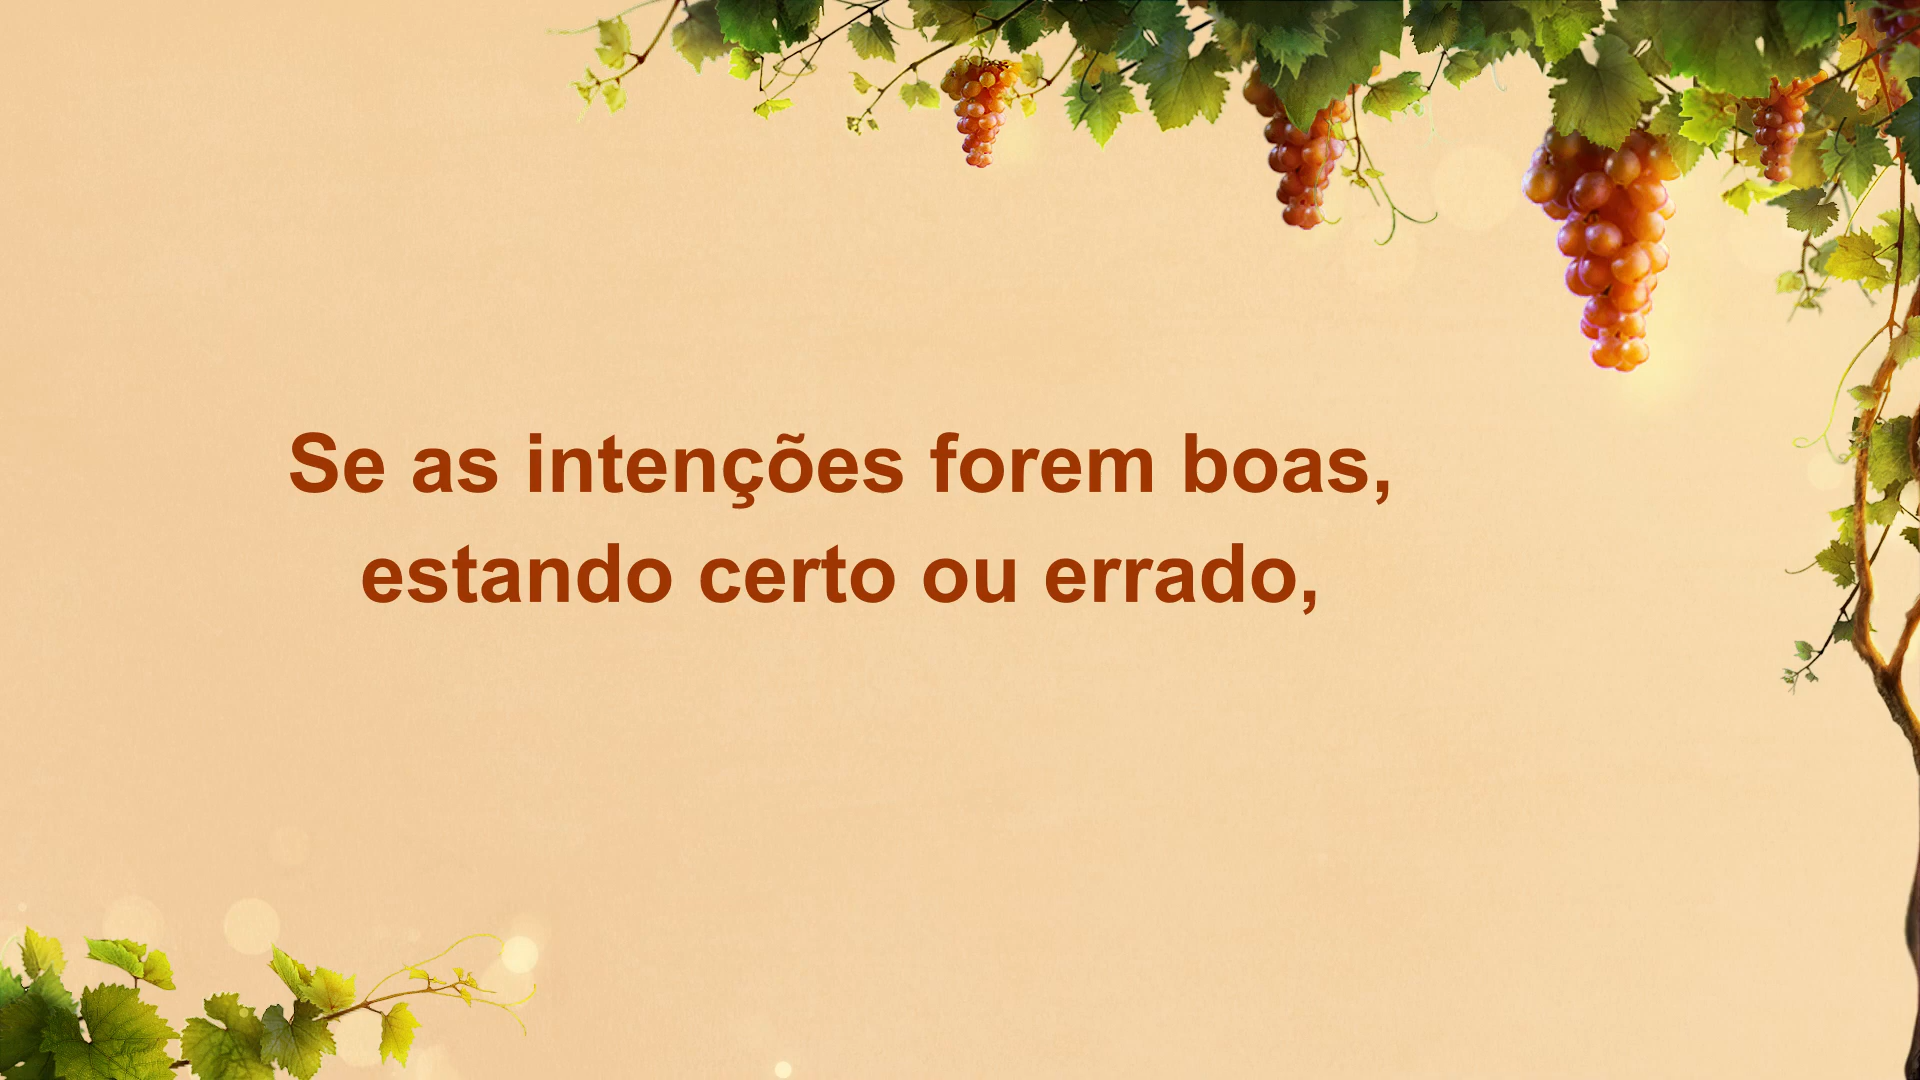 Se as intenções forem boas,
estando certo ou errado,